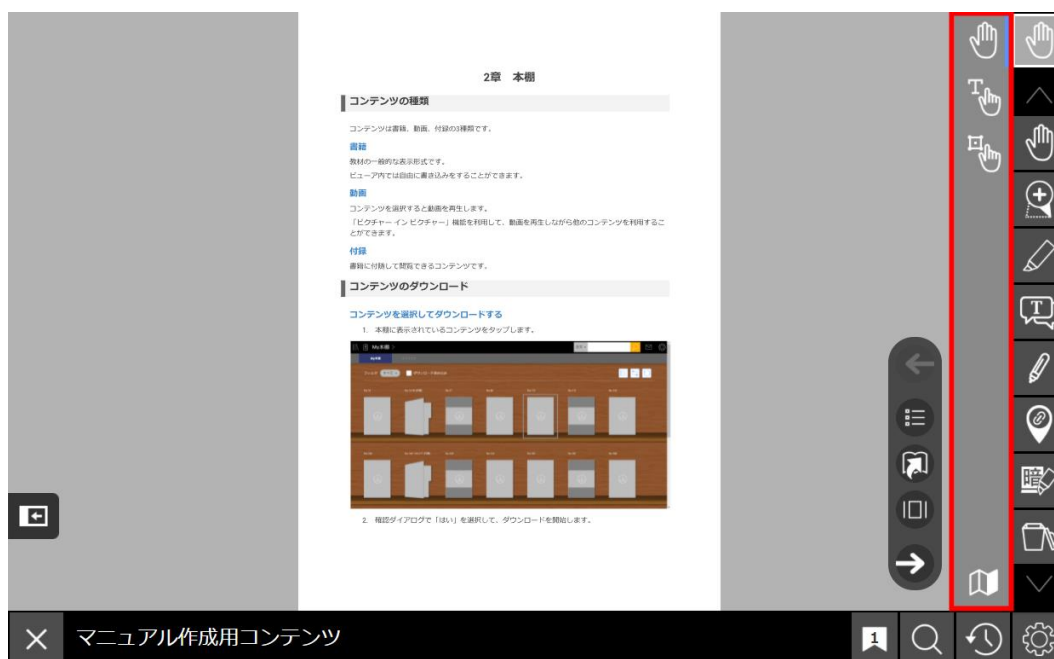 2章 本棚
コンテンツの種類
コンテンツは書籍、動画、付録の3種類です。
書籍
教材の一般的な表示形式です。
ビューア内では自由に書き込みをすることができます。
動画
コンテンツを選択すると動画を再生します。
「ピクチャー イン ピクチャー」機能を利用して、動画を再生しながら他のコンテンツを利用するこ
とができます。
付録
書籍に付随して閲覧できるコンテンツです。
コンテンツのダウンロード
コンテンツを選択してダウンロードする
1. 本棚に表示されているコンテンツをタップします。
My本棚
My本棚
2. 確認ダイアログで「はい」を選択して、ダウンロードを開始します。
T
T
暗
マニュアル作成用コンテンツ
1